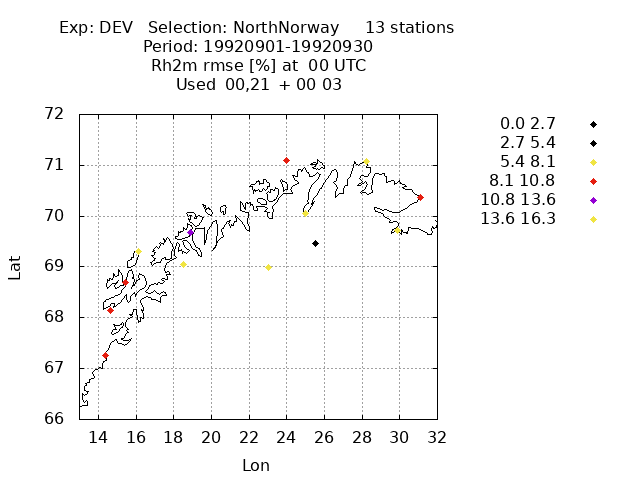 Exp: DEV   Selection: NorthNorway     13 stations
Period: 19920901-19920930
Rh2m rmse [%] at  00 UTC
Used  00,21  + 00 03
72
71
70
69
68
67
66
Lat
14 16 18 20 22 24 26 28 30 32
Lon
0.0 2.7
2.7 5.4
5.4 8.1
8.1 10.8
10.8 13.6
13.6 16.3